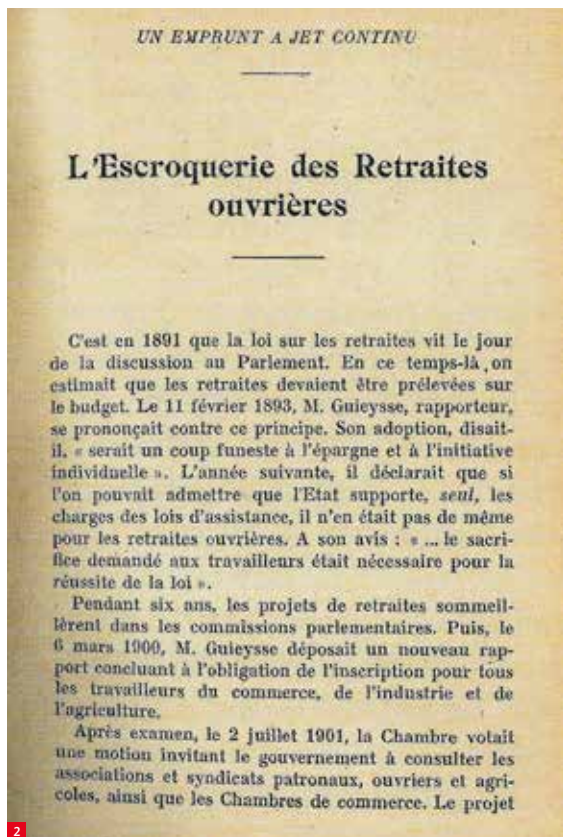 UN EMPRUNT A JET CONTINU
L'Escroquerie des Retraites
ouvrières
C'est en 1891 que la loi sur les retraites vit le jour
de la discussion au Parlement. En ce temps-là, on
estimait que les retraites devaient être prélevées sur
le budget. Le 11 février 1893, M. Guieysse, rapporteur,
se prononçait contre ce principe. Son adoption, disait-
il, « serait un coup funeste à l'épargne et à l'initiative
individuelle ». L'année suivante, il déclarait que si
l'on pouvait admettre que l'Etat supporte, seul, les
charges des lois d'assistance, il n'en était pas de même
pour les retraites ouvrières. A son avis : « ... le sacri-
fice demandé aux travailleurs était nécessaire pour la
réussite de la loi ».
Pendant six ans, les projets de retraites sommeil-
lèrent dans les commissions parlementaires. Puis, le
6 mars 1900, M. Guieysse déposait un nouveau rap-
port concluant à l'obligation de l'inscription pour tous
les travailleurs du commerce, de l'industrie et de
l'agriculture.
Après examen, le 2 juillet 1901, la Chambre votait
une motion invitant le gouvernement à consulter les
associations et syndicats patronaux, ouvriers et agri-
coles, ainsi que les Chambres de commerce. Le projet
2